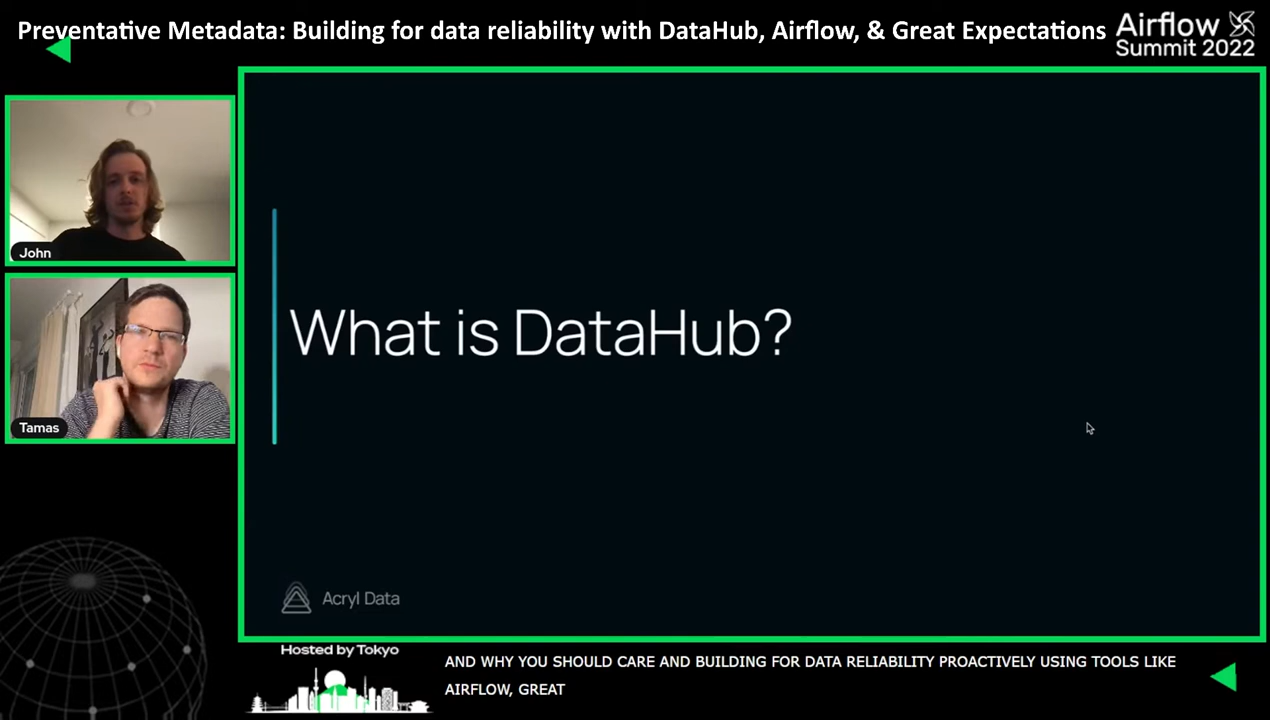 Preventative Metadata: Building for data reliability with DataHub, Airflow, & Great Expectations
Airflow
Summit 2022
John
Tamas
What is DataHub?
Acryl Data
Hosted by Tokyo
AND WHY YOU SHOULD CARE AND BUILDING FOR DATA RELIABILITY PROACTIVELY USING TOOLS LIKE
AIRFLOW, GREAT